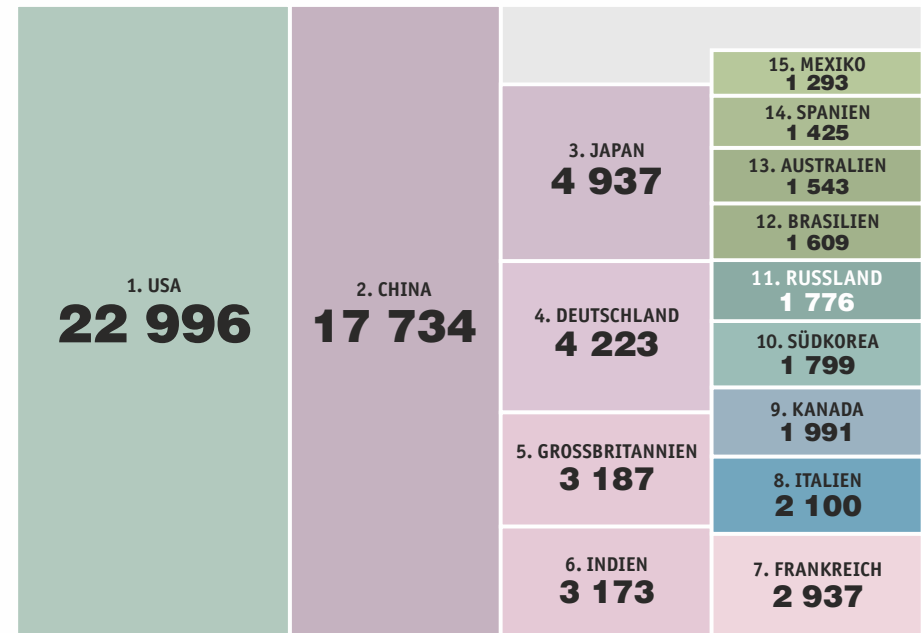 1. USA
22 996
2. CHINA
17 734
3. JAPAN
4 937
4. DEUTSCHLAND
4 223
5. GROSSBRITANNIEN
3 187
6. INDIEN
3 173
15. MEXIKO
1 293
14. SPANIEN
1 425
13. AUSTRALIEN
1 543
12. BRASILIEN
1 609
11. RUSSLAND
1 776
10. SÜDKOREA
1 799
9. KANADA
1 991
8. ITALIEN
2 100
7. FRANKREICH
2 937